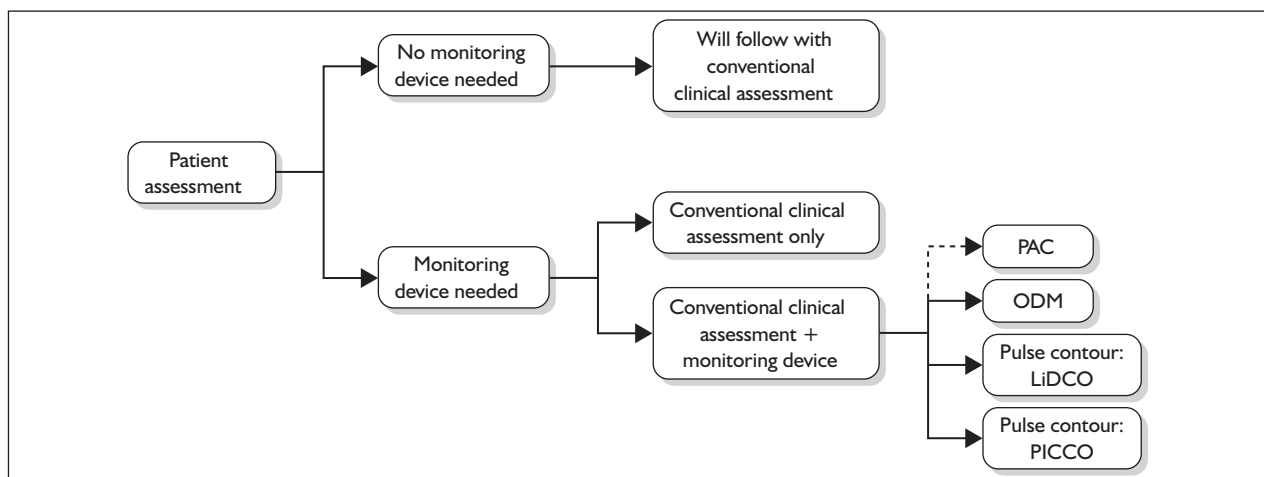 No monitoring
device needed
Will follow with
conventional
clinical assessment
Patient
assessment
Monitoring
device needed
Conventional clinical
assessment only
Conventional clinical
assessment +
monitoring device
PAC
ODM
Pulse contour:
LiDCO
Pulse contour:
PICCO